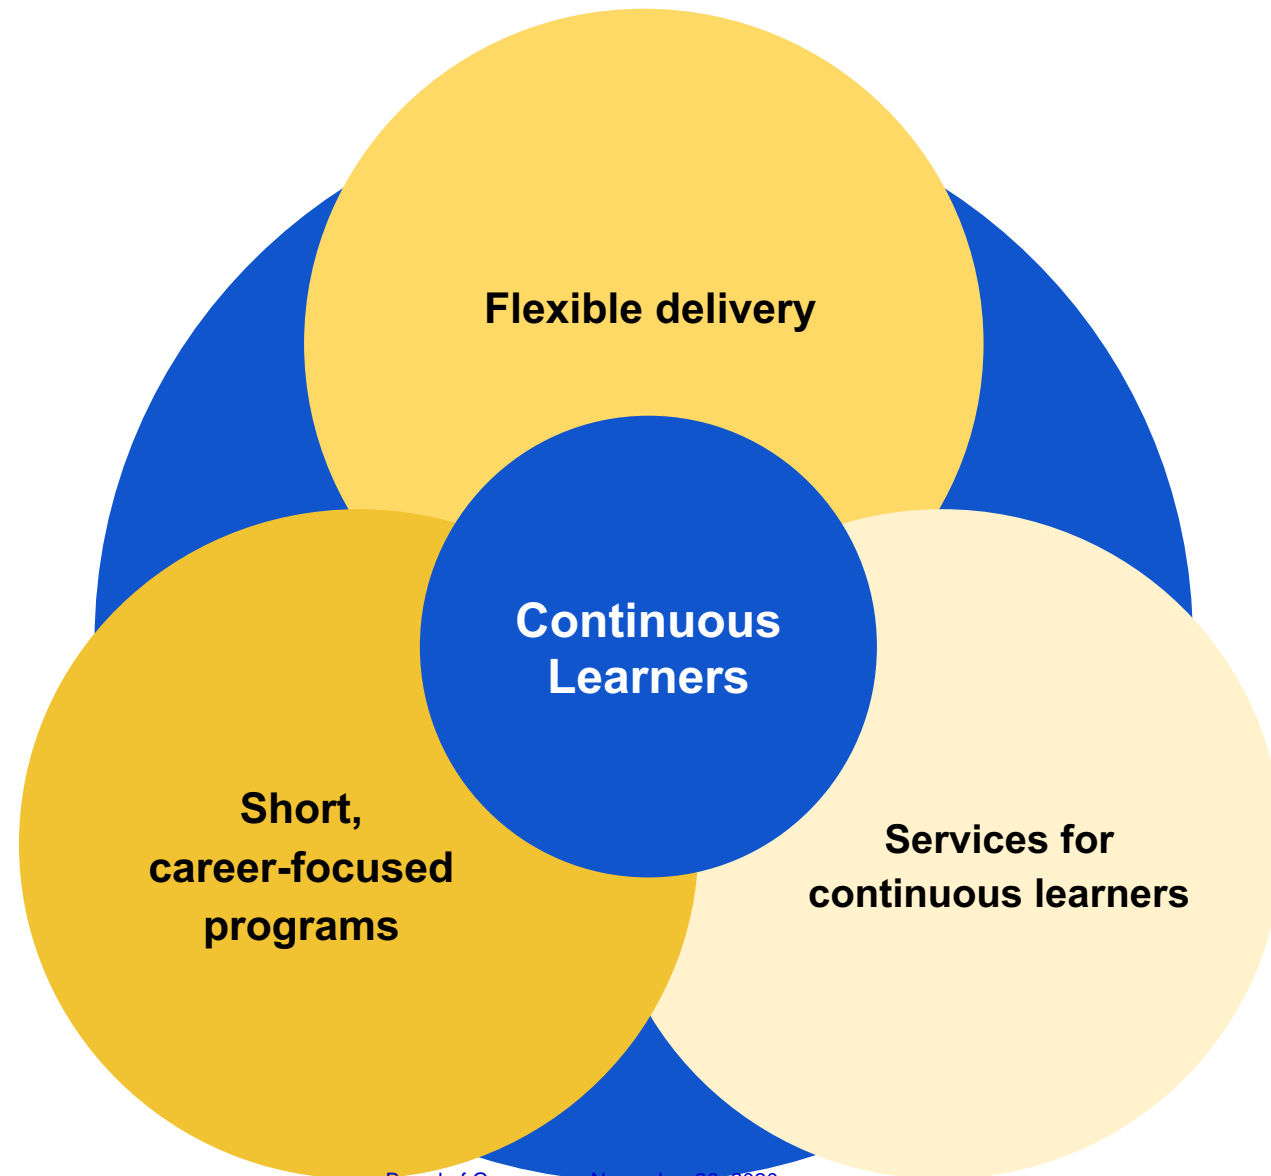 Flexible delivery
Continuous
Learners
Short,
career-focused
programs
Services for
continuous learners